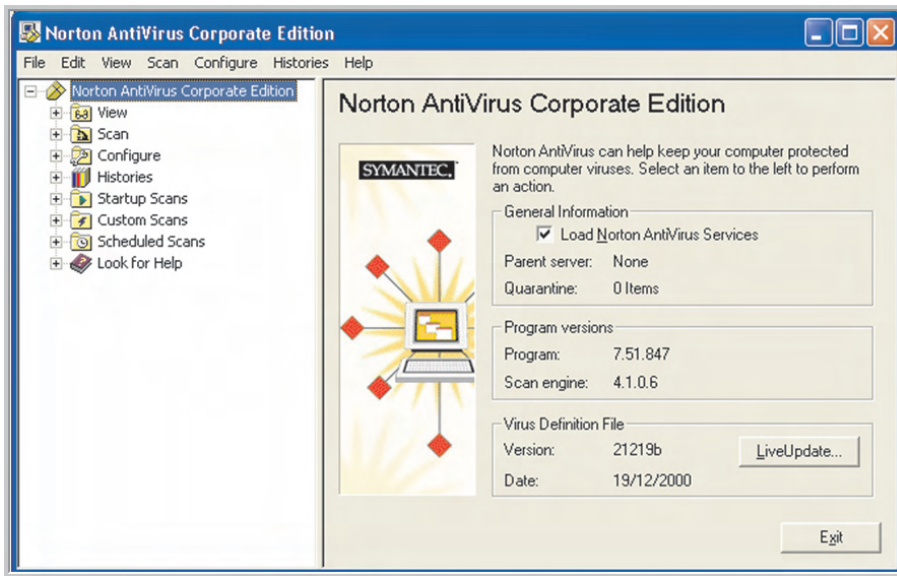 Norton AntiVirus Corporate Edition
File Edit View Scan Configure Histories Help
Norton AntiVirus Corporate Edition
View
Scan
Configure
Histories
Startup Scans
Custom Scans
Scheduled Scans
Look for Help
Norton AntiVirus Corporate Edition
SYMANTEC.
Norton AntiVirus can help keep your computer protected
from computer viruses. Select an item to the left to perform
an action.
General Information
Load Norton AntiVirus Services
Parent server: None
Quarantine: 0 Items
Program versions
Program: 7.51.847
Scan engine: 4.1.0.6
Virus Definition File
Version: 21219b
LiveUpdate...
Date: 19/12/2000
Exit